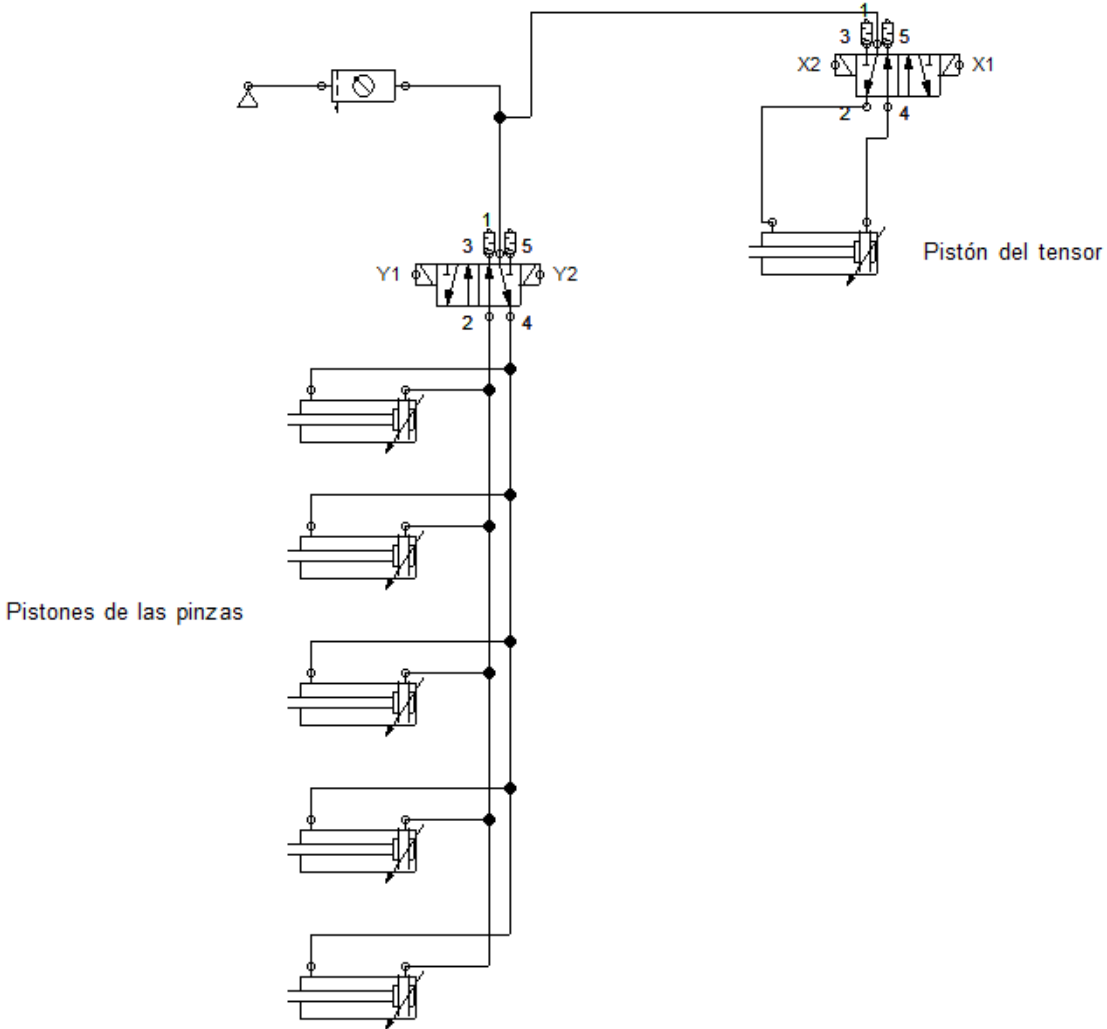 1
3 5
X2 X1
2 4
Pistón del tensor
1
3 5
Y1 Y2
2 4
Pistones de las pinzas